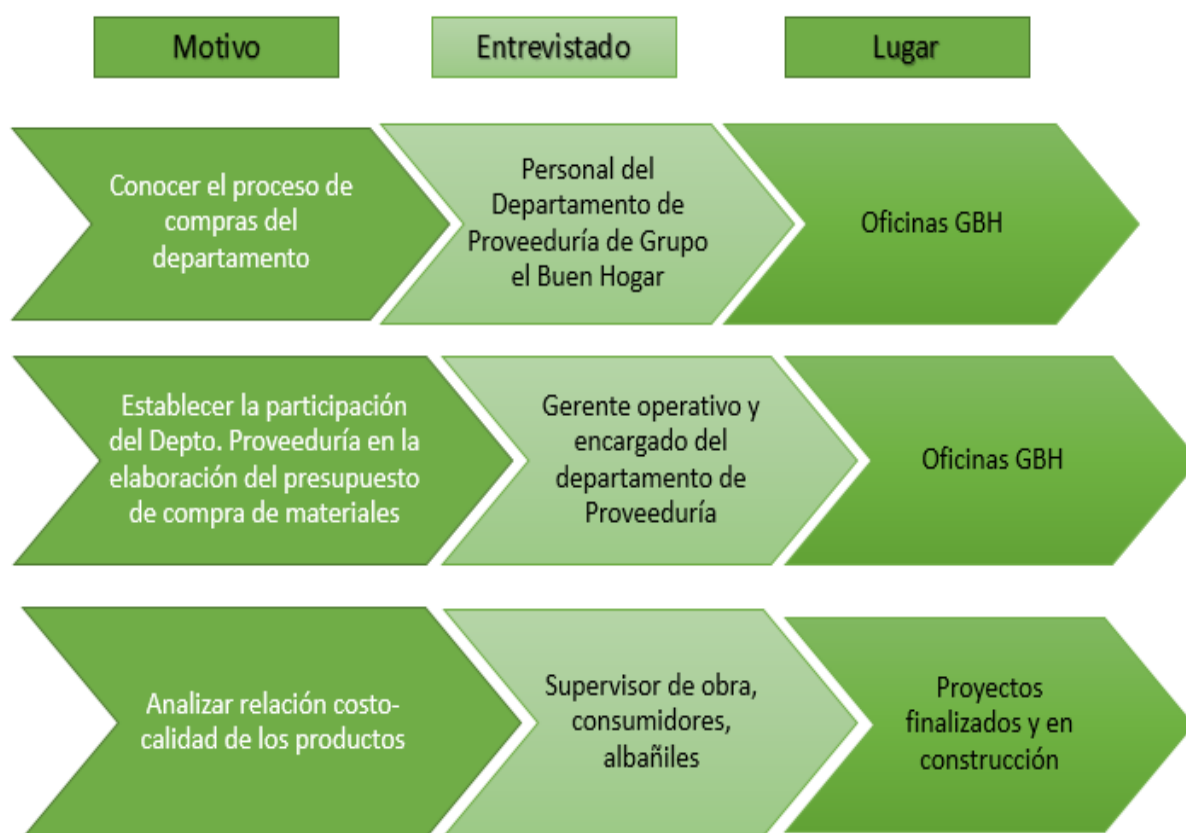 Motivo
Entrevistado
Lugar
Conocer el proceso de
compras del
departamento
Personal del
Departamento de
Proveeduría de Grupo
el Buen Hogar
Oficinas GBH
Establecer la participación
del Depto. Proveeduría en la
elaboración del presupuesto
de compra de materiales
Gerente operativo y
encargado del
departamento de
Proveeduría
Oficinas GBH
Analizar relación costo-
calidad de los productos
Supervisor de obra,
consumidores,
albañiles
Proyectos
finalizados y en
construcción